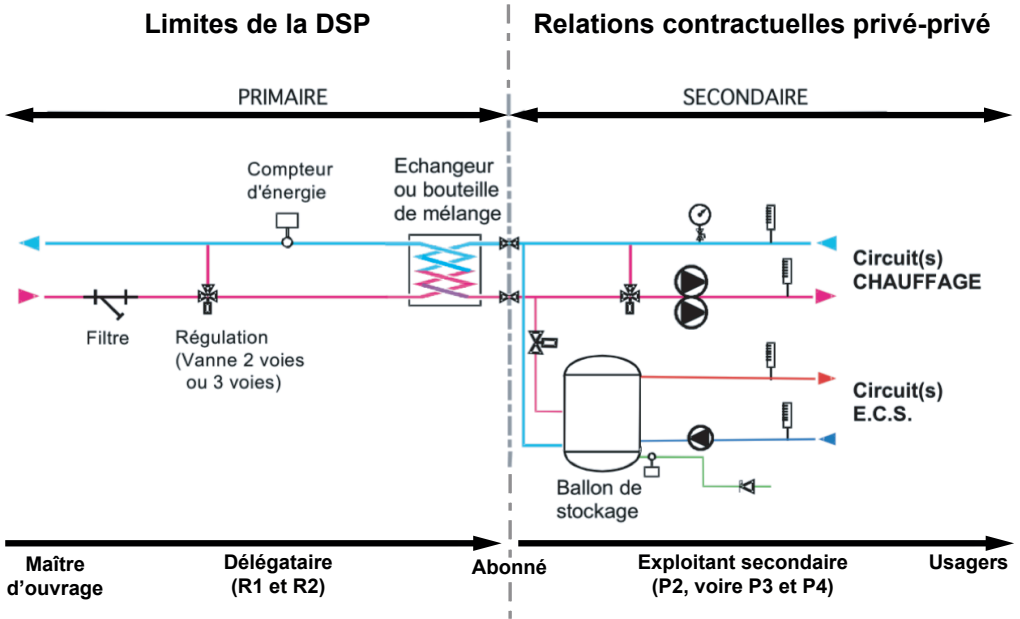 Limites de la DSP
Relations contractuelles privé-privé
PRIMAIRE
SECONDAIRE
Compteur
d'énergie
Echangeur
ou bouteille
de mélange
Filtre
Régulation
(Vanne 2 voies
ou 3 voies)
Circuit(s)
CHAUFFAGE
Circuit(s)
E.C.S.
Ballon de
stockage
Maître
d'ouvrage
Délégataire
(R1 et R2)
Abonné
Exploitant secondaire
(P2, voire P3 et P4)
Usagers